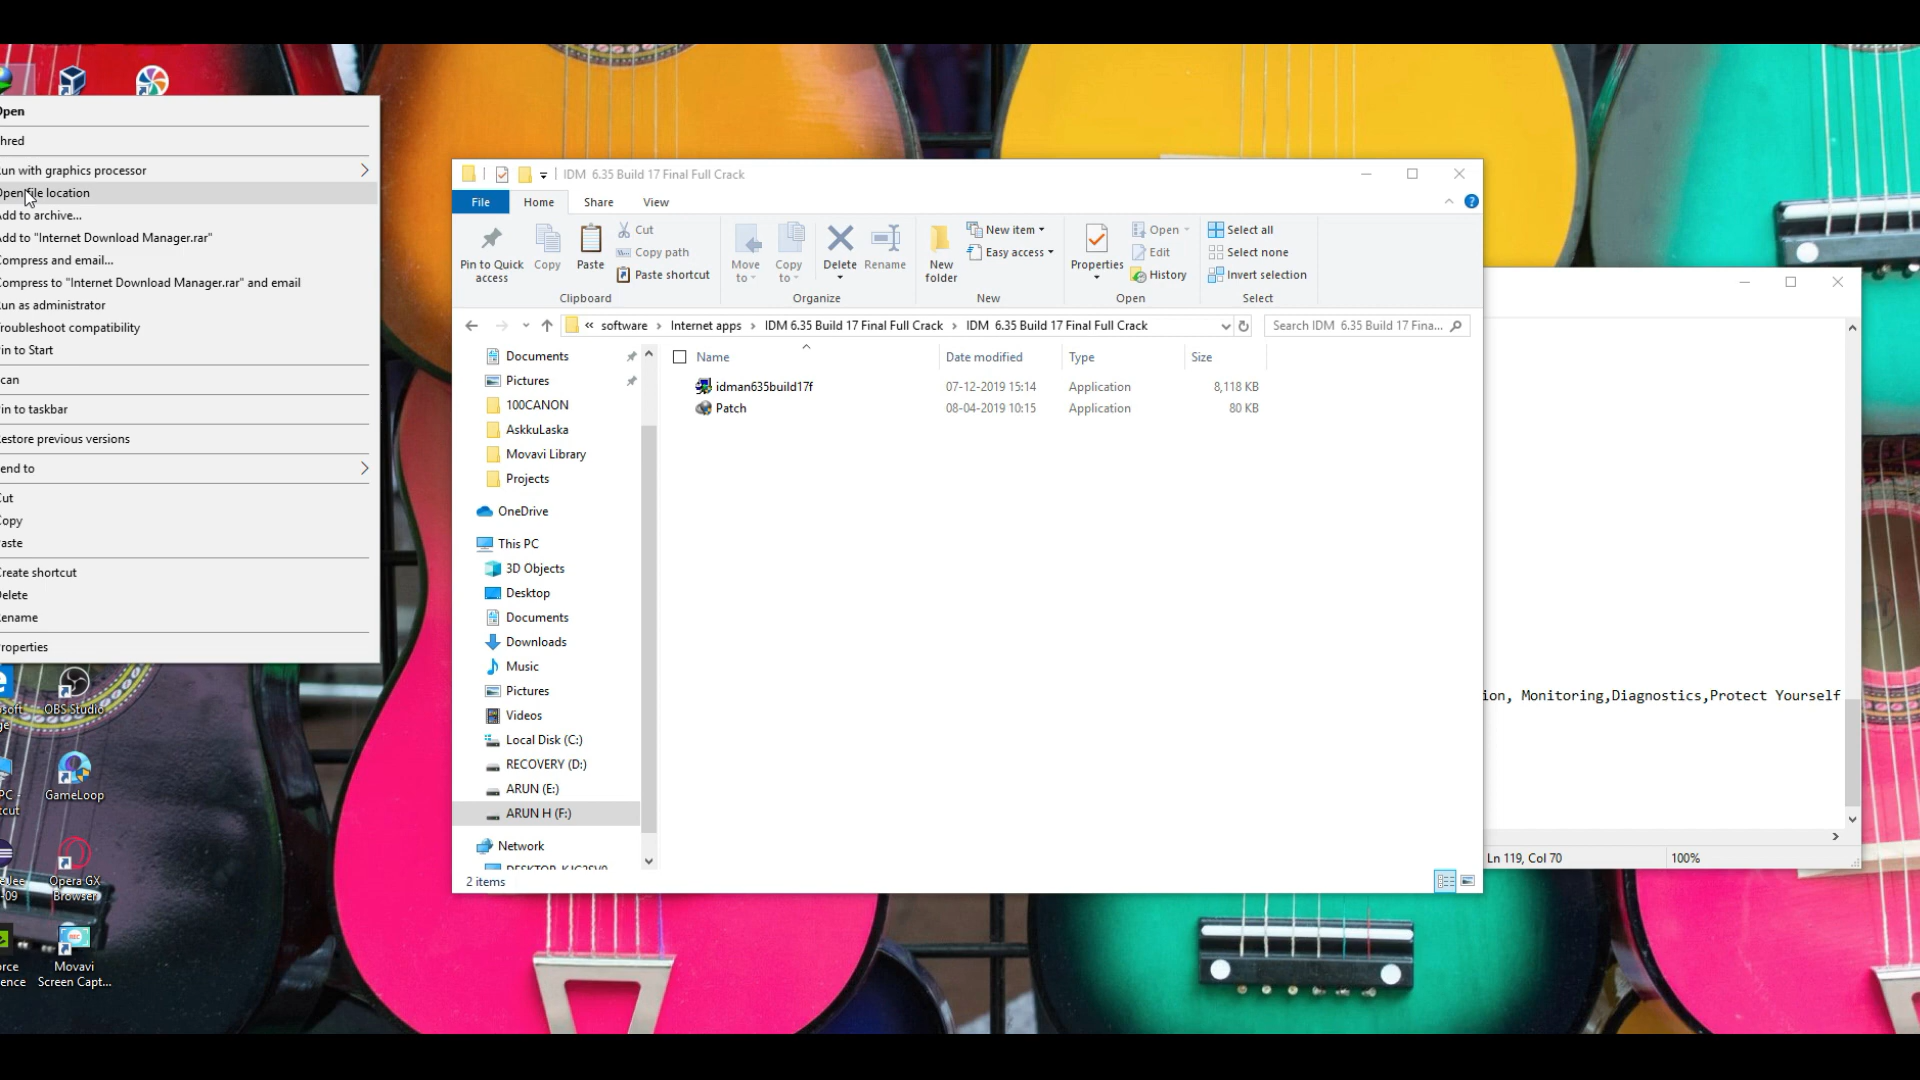 Open
hred
un with graphics processor
Open file location
Add to archive...
Add to "Internet Download Manager.rar"
Compress and email...
Compress to "Internet Download Manager.rar" and email
un as administrator
roubleshoot compatibility
in to Start
can
in to taskbar
estore previous versions
end to
Cut
Copy
aste
Create shortcut
Delete
ename
roperties
OBS Studio
GameLoop
Opera GX
Browser
Movavi
Screen Capt...
IDM 6.35 Build 17 Final Full Crack
File Home Share View
Pin to Quick access
Copy
Paste
Cut
Copy path
Paste shortcut
Clipboard
Move to
Copy to
Delete
Rename
Organize
New folder
New item
Easy access
New
Properties
Open
Edit
History
Open
Select all
Select none
Invert selection
Select
« software > Internet apps > IDM 6.35 Build 17 Final Full Crack > IDM 6.35 Build 17 Final Full Crack
Search IDM 6.35 Build 17 Fina...
Documents
Pictures
100CANON
AskkuLaska
Movavi Library
Projects
OneDrive
This PC
3D Objects
Desktop
Documents
Downloads
Music
Pictures
Videos
Local Disk (C:)
RECOVERY (D:)
ARUN (E:)
ARUN H (F:)
Network
Name Date modified Type Size
idman635build17f 07-12-2019 15:14 Application 8,118 KB
Patch 08-04-2019 10:15 Application 80 KB
2 items
ion, Monitoring,Diagnostics,Protect Yourself
Ln 119, Col 70 100%